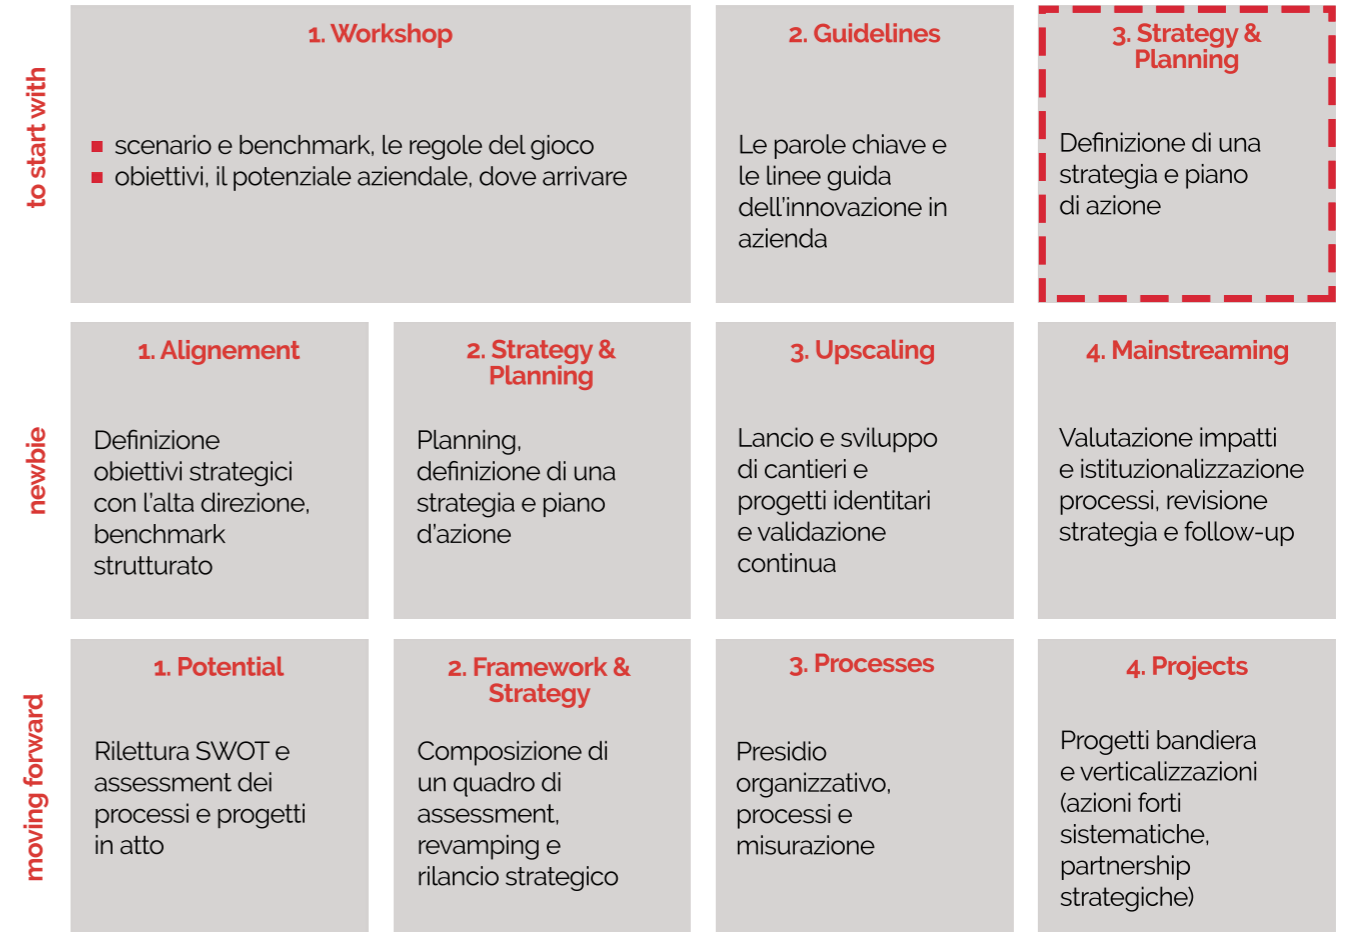 to start with
1. Workshop
scenario e benchmark, le regole del gioco
obiettivi, il potenziale aziendale, dove arrivare
2. Guidelines
Le parole chiave e
le linee guida
dell'innovazione in
azienda
3. Strategy &
Planning
Definizione di una
strategia e piano
di azione
newbie
1. Alignement
Definizione
obiettivi strategici
con l'alta direzione,
benchmark
strutturato
2. Strategy &
Planning
Planning,
definizione di una
strategia e piano
d'azione
3. Upscaling
Lancio e sviluppo
di cantieri e
progetti identitari
e validazione
continua
4. Mainstreaming
Valutazione impatti
e istituzionalizzazione
processi, revisione
strategia e follow-up
moving forward
1. Potential
Rilettura SWOT e
assessment dei
processi e progetti
in atto
2. Framework &
Strategy
Composizione di
un quadro di
assessment,
revamping e
rilancio strategico
3. Processes
Presidio
organizzativo,
processi e
misurazione
4. Projects
Progetti bandiera
e verticalizzazioni
(azioni forti
sistematiche,
partnership
strategiche)